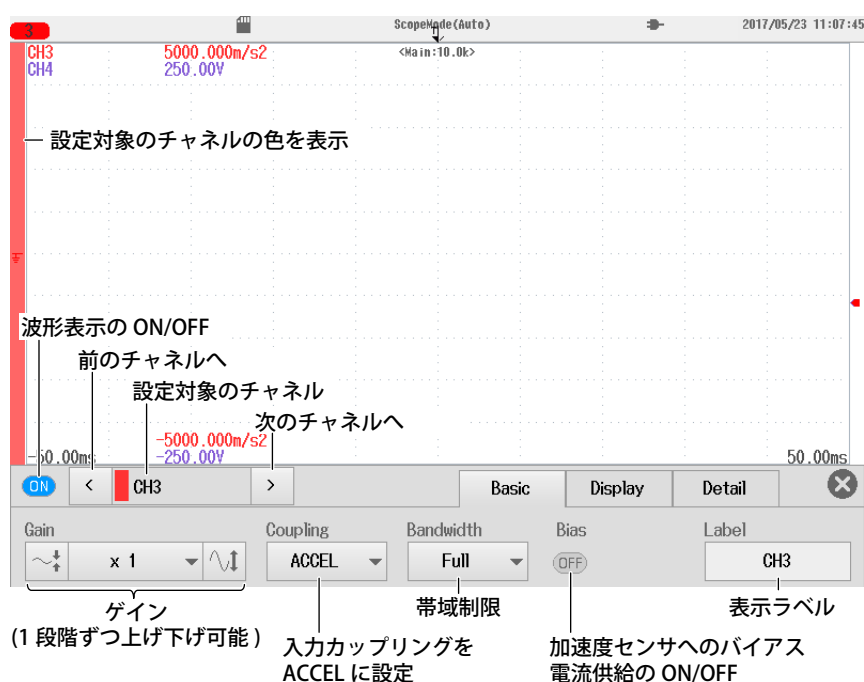 3
ScopeMode(Auto)
2017/05/23 11:07:45
CH3 5000.000m/s2
<Main:10.0k>
CH4 250.00V
設定対象のチャネルの色を表示
波形表示の ON/OFF
前のチャネルへ
設定対象のチャネル
次のチャネルへ
-5000.000m/s2
-50.00ms -250.00V 50.00ms
ON < CH3 > Basic Display Detail
Gain Coupling Bandwidth Bias Label
x 1 ACCEL Full OFF CH3
ゲイン
(1 段階ずつ上げ下げ可能 )
入力カップリングを
ACCEL に設定
帯域制限
加速度センサへのバイアス
電流供給の ON/OFF
表示ラベル